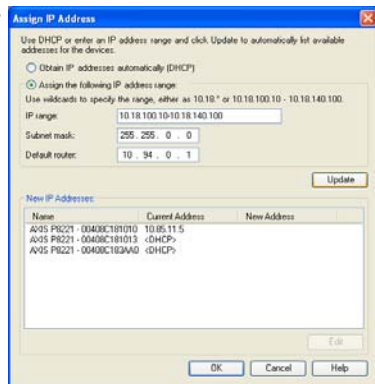 Assign IP Address
Use DHCP or enter an IP address range and click Update to automatically list available
addresses for the devices.
Obtain IP addresses automatically (DHCP)
Assign the following IP address range:
Use wildcards to specify the range, either as 10.18.* or 10.18.100.10 - 10.18.140.100.
IP range: 10.18.100.10-10.18.140.100
Subnet mask: 255 . 255 . 0 . 0
Default router: 10 . 94 . 0 . 1
Update
New IP Addresses:
Name Current Address New Address
AXIS P8221 - 00408C181010 10.85.11.5
AXIS P8221 - 00408C181013 <DHCP>
AXIS P8221 - 00408C183AA0 <DHCP>
Edit
OK Cancel Help